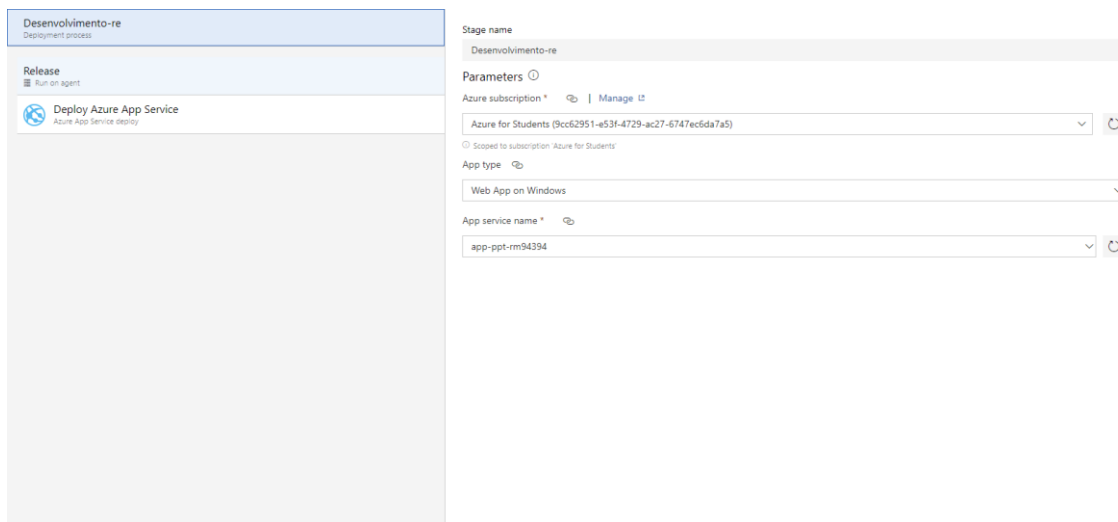 Desenvolvimento-re
Deployment process
Release
Run on agent
Deploy Azure App Service
Azure App Service deploy
Stage name
Desenvolvimento-re
Parameters
Azure subscription * | Manage
Azure for Students (9cc62951-e53f-4729-ac27-6747ec6da7a5)
Scoped to subscription 'Azure for Students'
App type
Web App on Windows
App service name *
app-ppt-rm94394